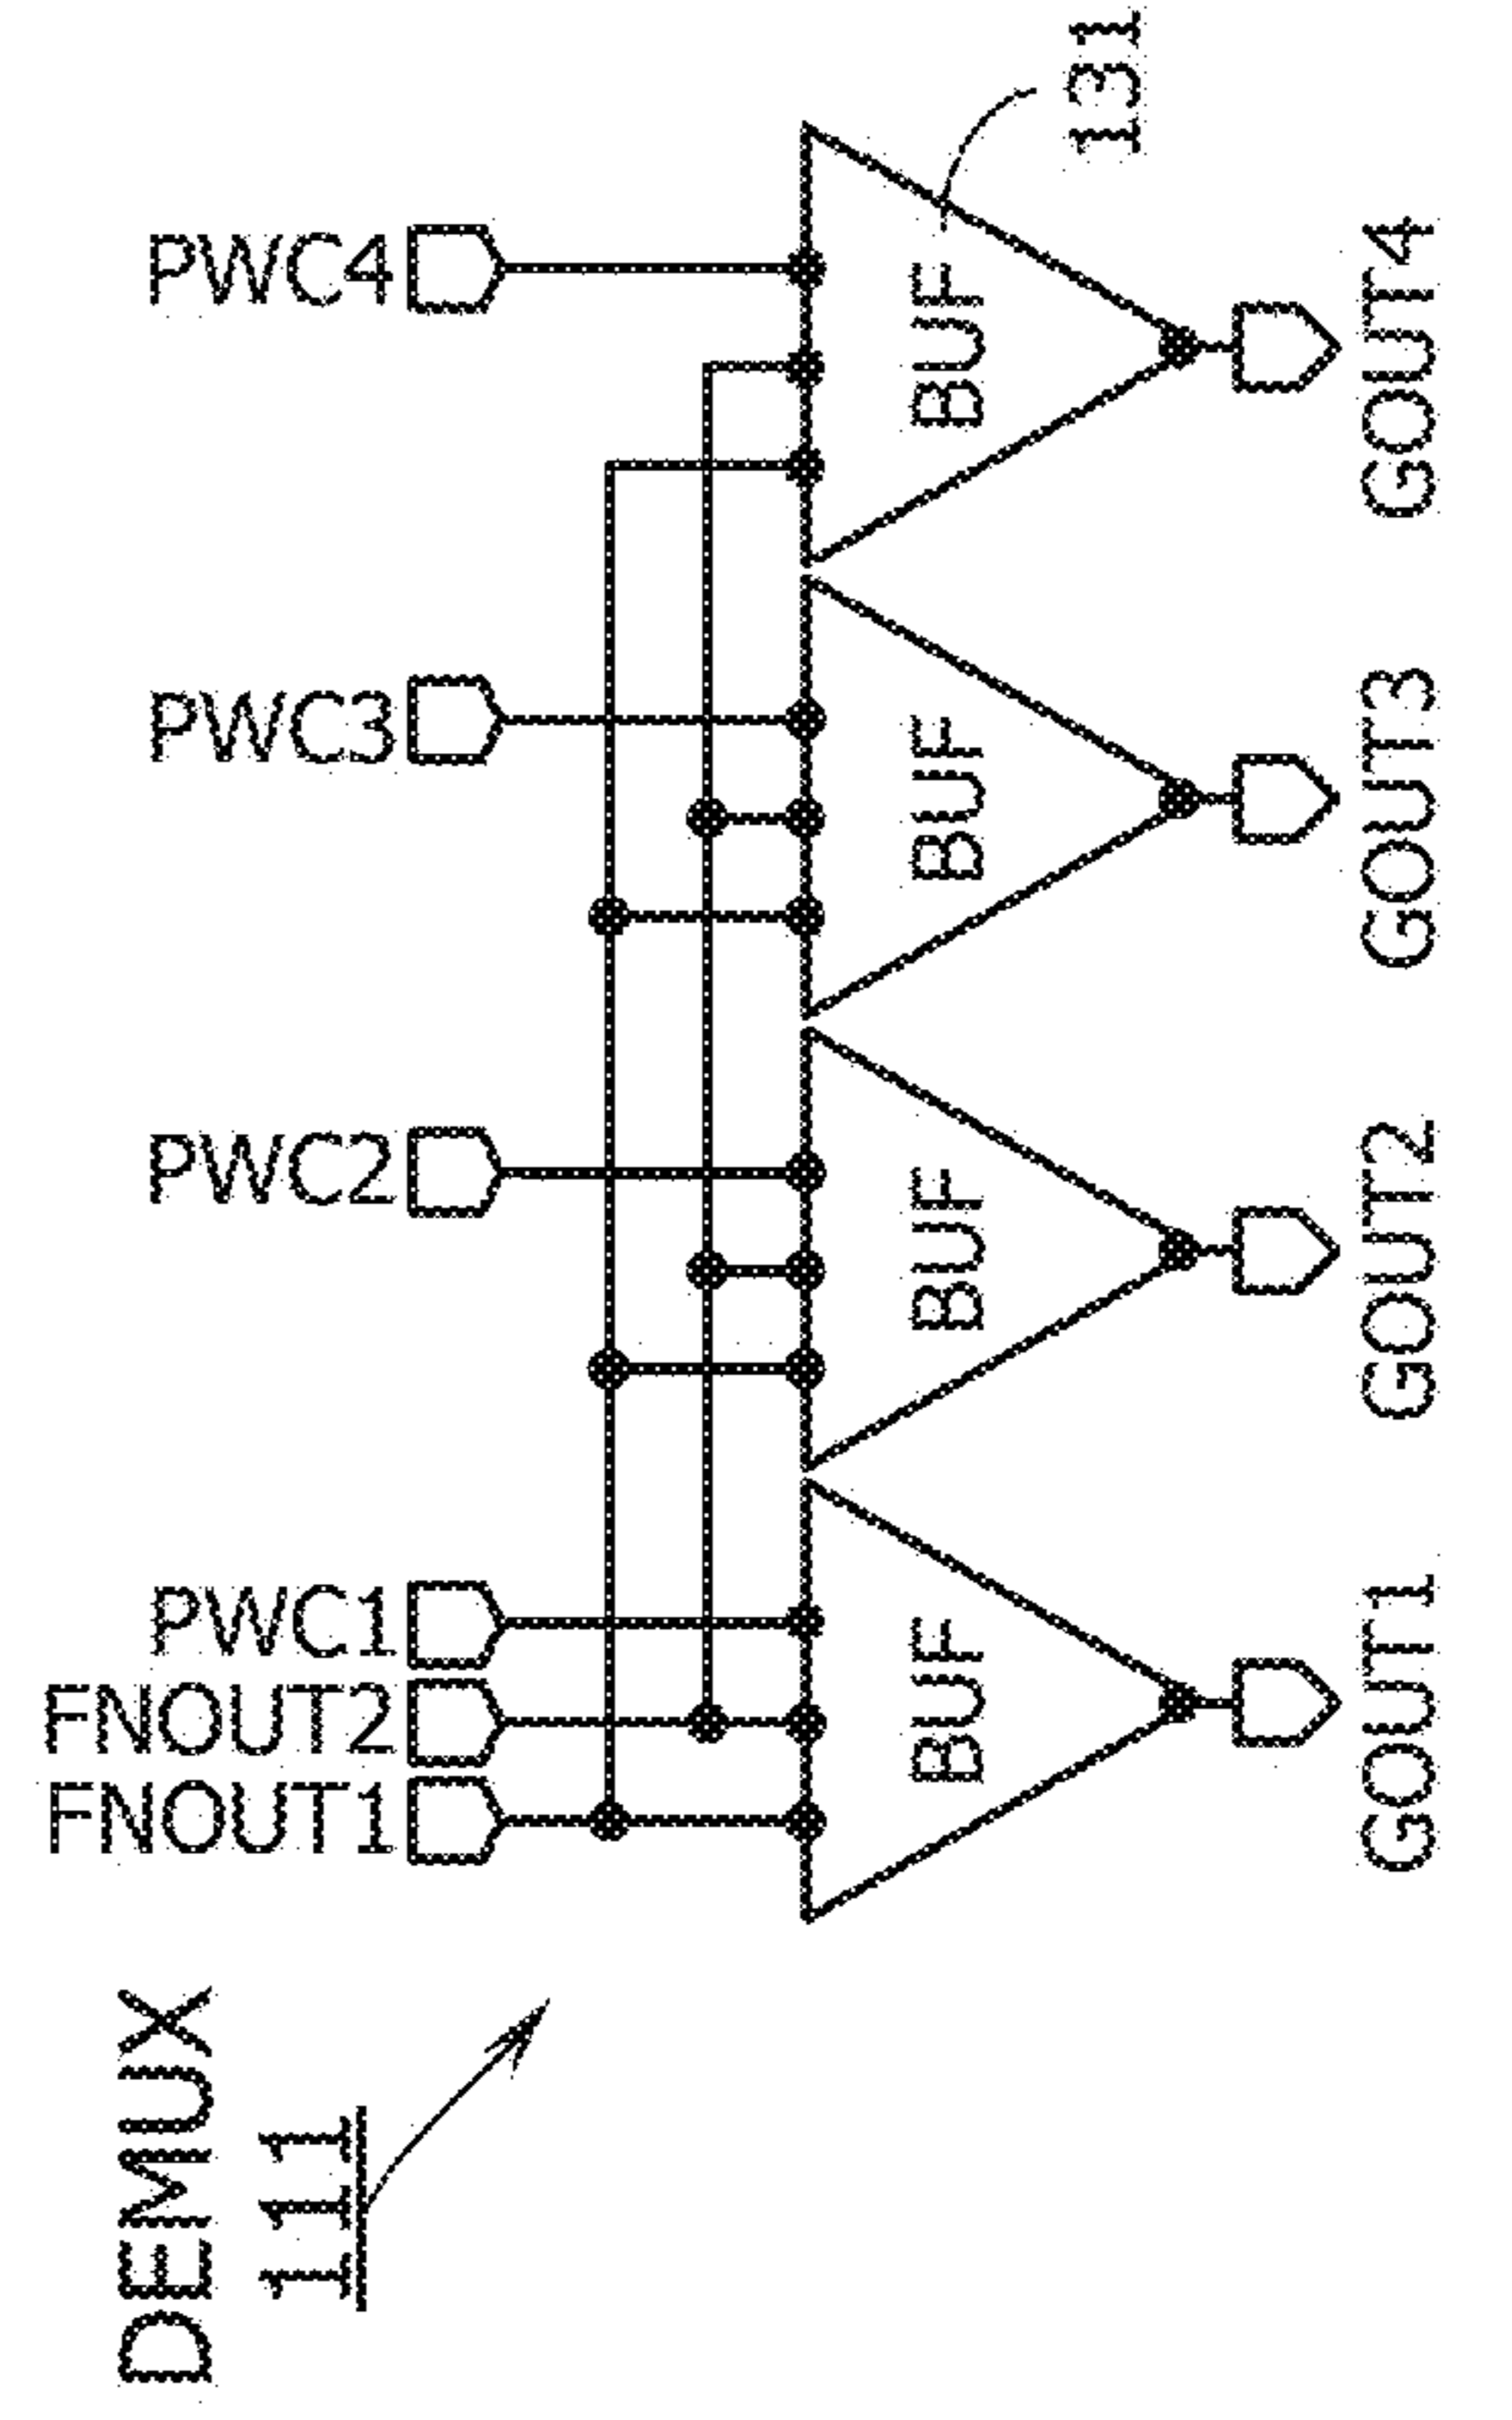 DEMUX
111
FNOUT1
FNOUT2
PWC1
PWC2
PWC3
PWC4
BUF
BUF
BUF
BUF
131
GOUT1
GOUT2
GOUT3
GOUT4